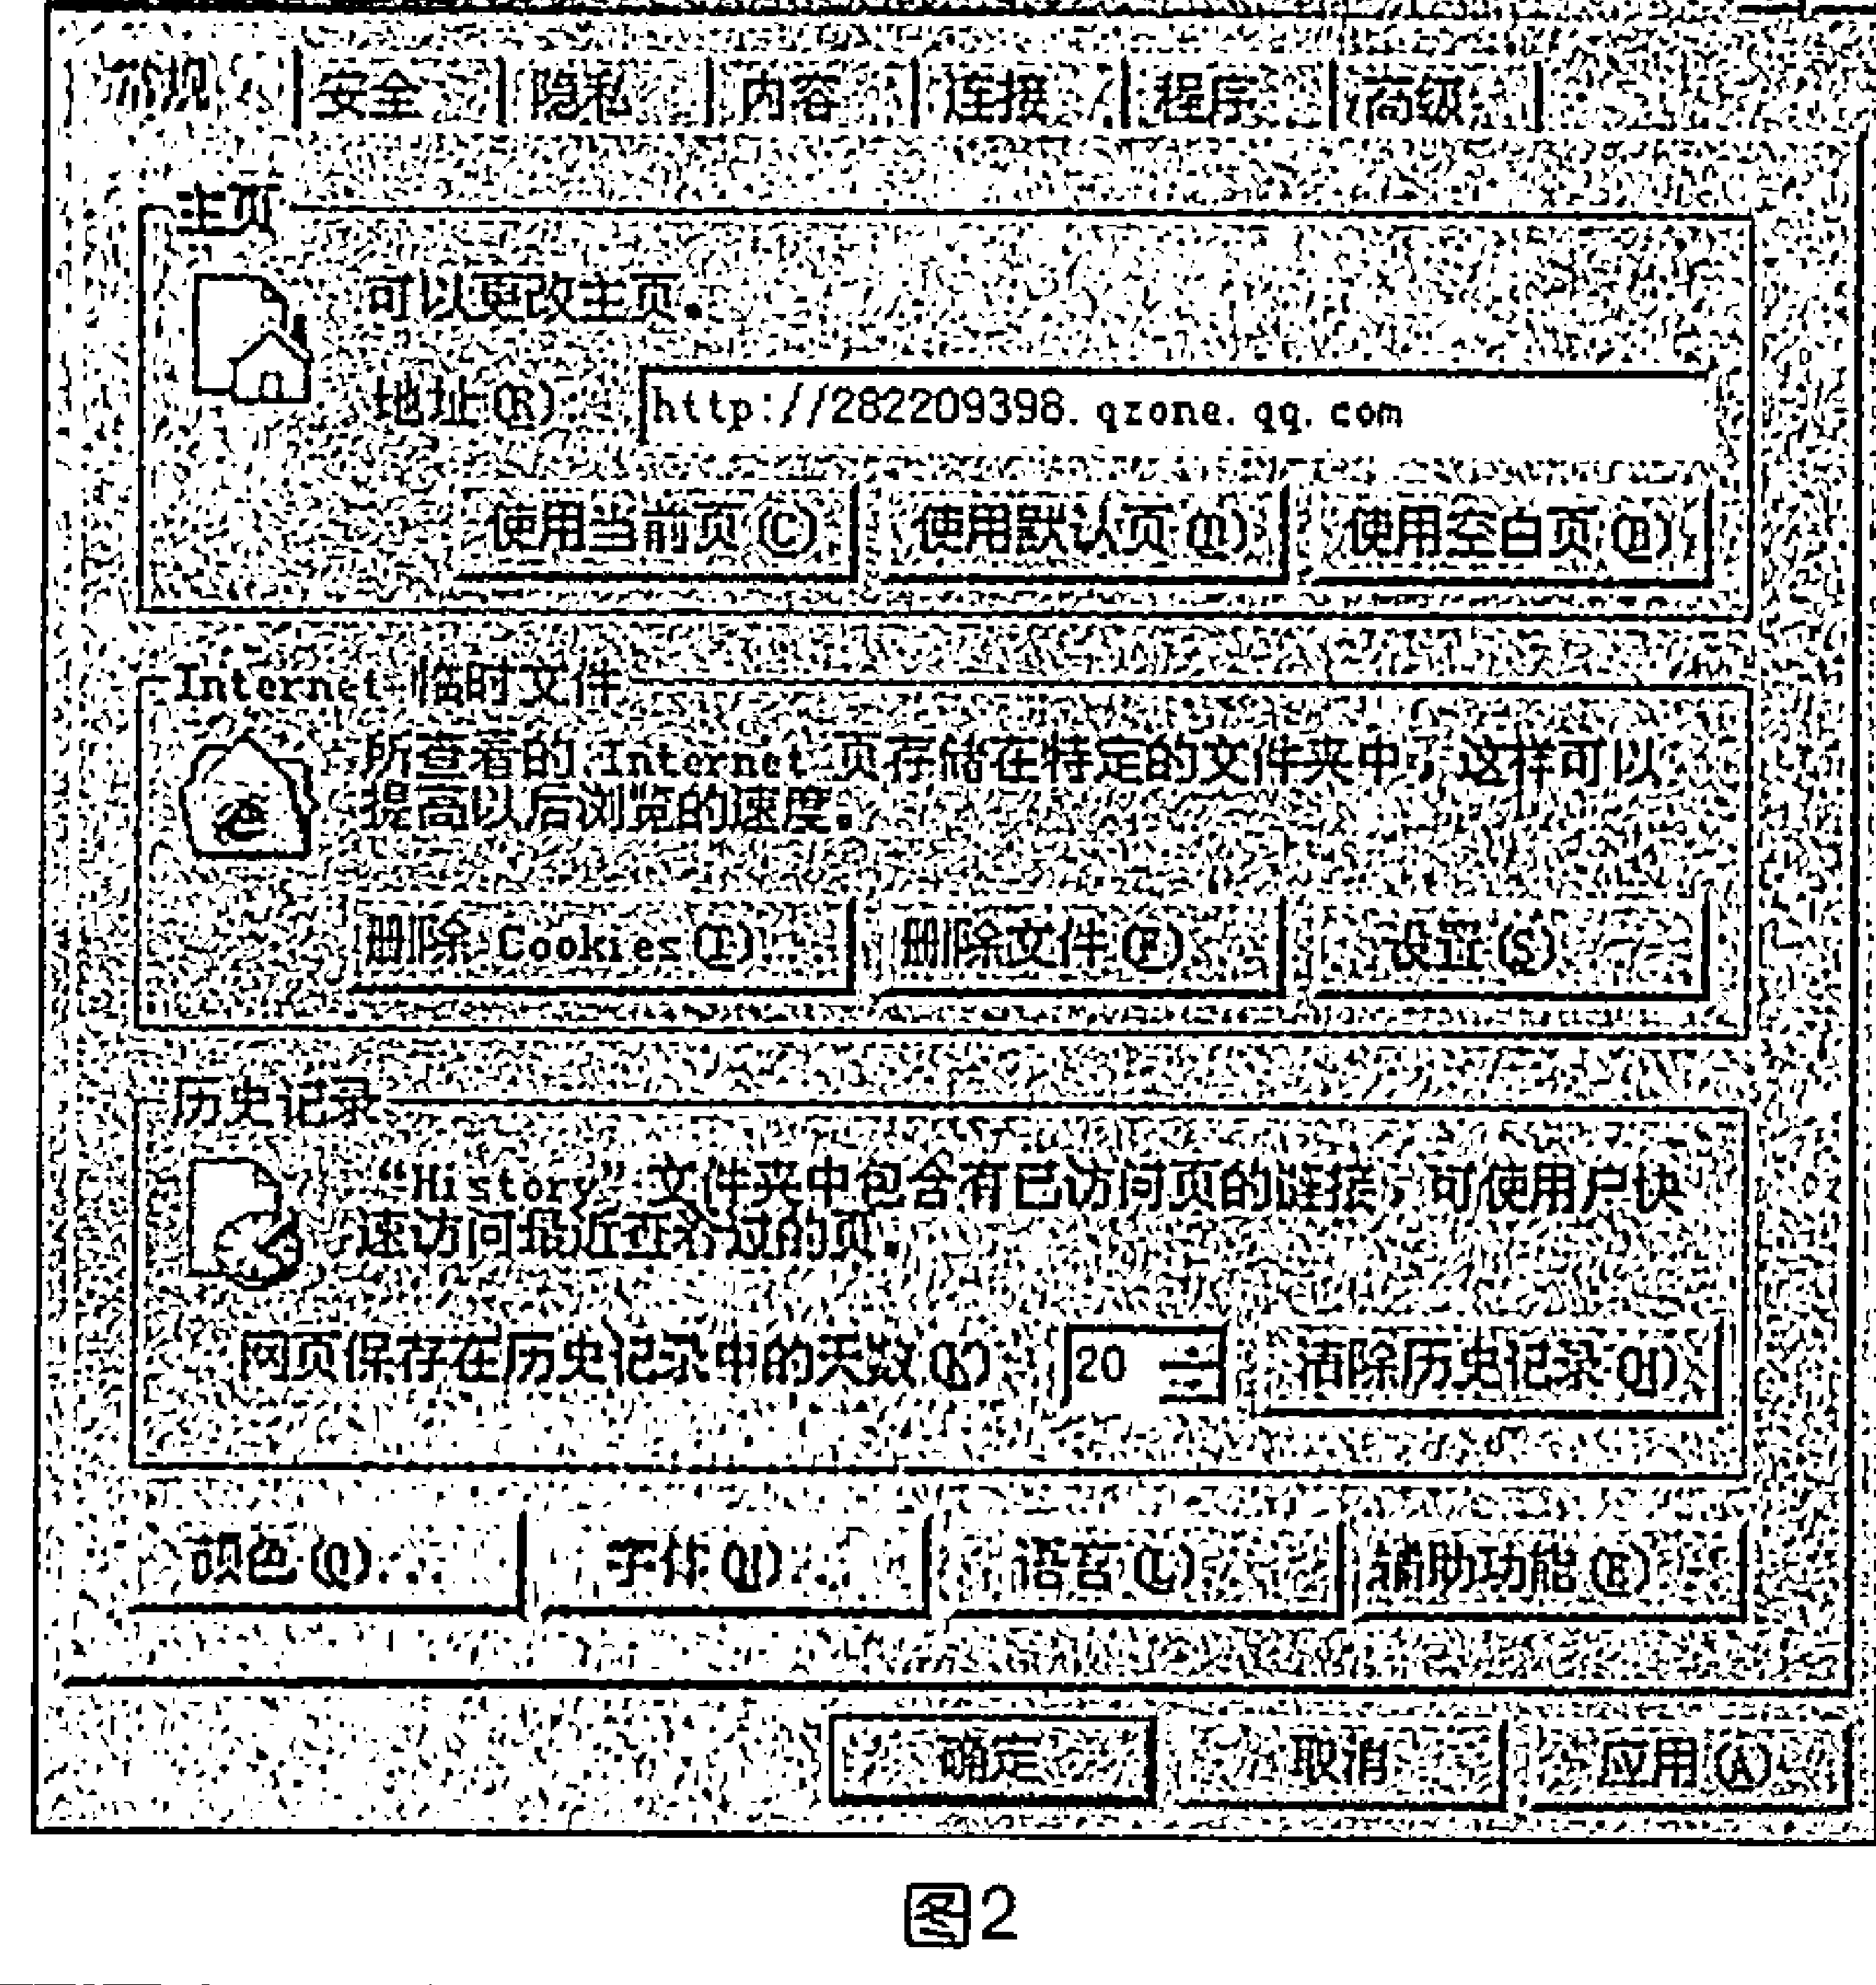 常规 安全 隐私 内容 连接 程序 高级
主页
可以更改主页。
地址(R): http://282209398.qzone.qq.com
使用当前页(C) 使用默认页(D) 使用空白页(B)
Internet 临时文件
所查看的 Internet 页存储在特定的文件夹中，这样可以
提高以后浏览的速度。
删除 Cookies(I)... 删除文件(F)... 设置(S)...
历史记录
“History”文件夹中包含有已访问页的链接，可使用户快
速访问最近查看过的页。
网页保存在历史记录中的天数(K): 20 清除历史记录(H)
颜色(O)... 字体(N)... 语言(L)... 辅助功能(E)...
确定 取消 应用(A)
图2